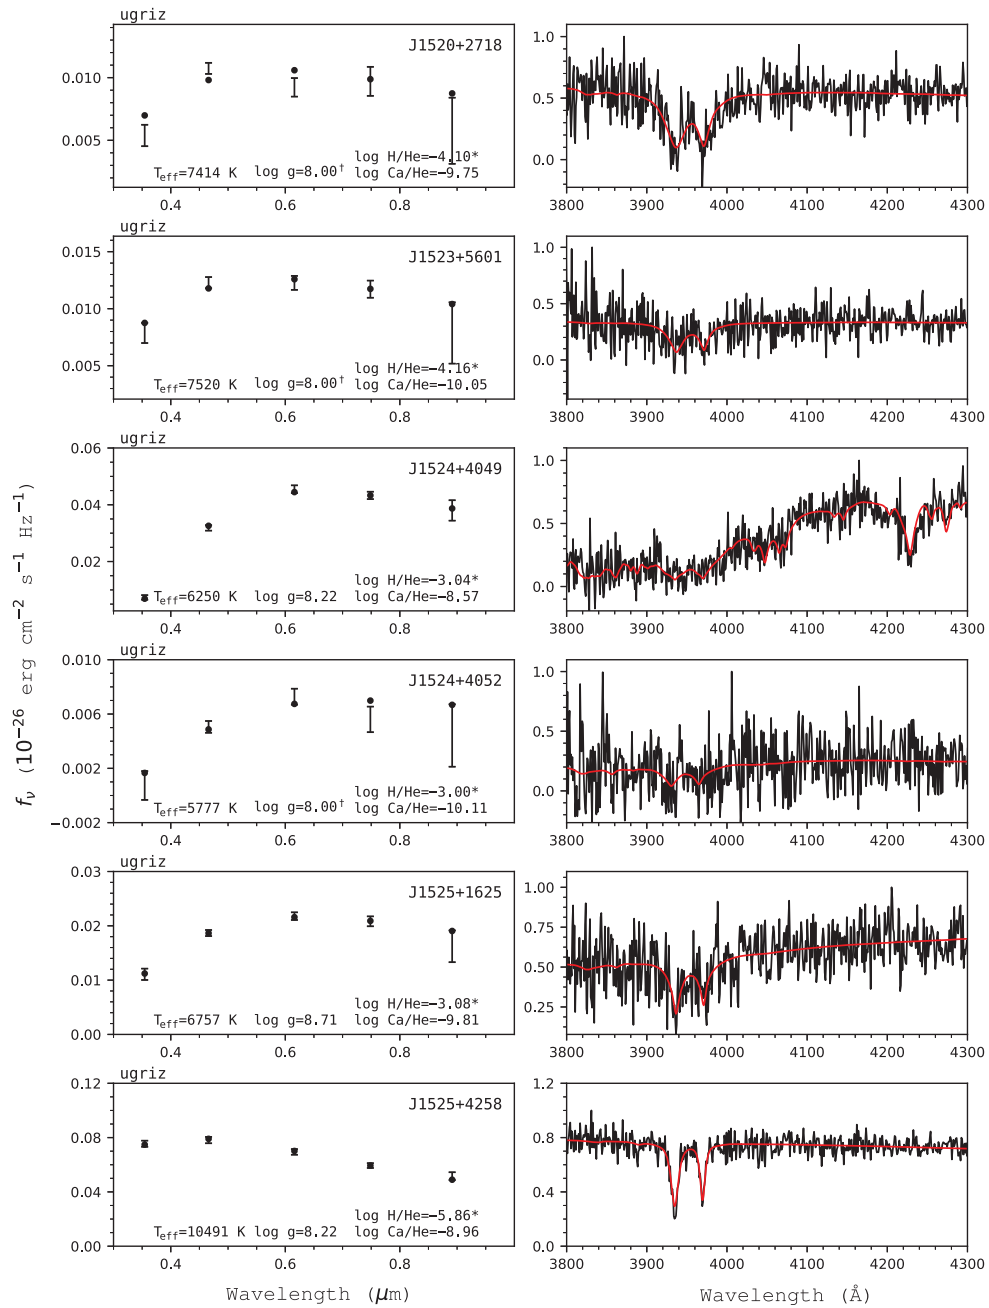 ugriz
J1520+2718
0.010
0.005
log H/He=−4.10*
T_eff=7414 K log g=8.00† log Ca/He=−9.75
0.4 0.6 0.8
1.0
0.5
0.0
3800 3900 4000 4100 4200 4300
ugriz
J1523+5601
0.015
0.010
0.005
log H/He=−4.16*
T_eff=7520 K log g=8.00† log Ca/He=−10.05
0.4 0.6 0.8
1.0
0.5
0.0
3800 3900 4000 4100 4200 4300
ugriz
J1524+4049
0.06
0.04
0.02
log H/He=−3.04*
T_eff=6250 K log g=8.22 log Ca/He=−8.57
0.4 0.6 0.8
1.0
0.5
0.0
3800 3900 4000 4100 4200 4300
ugriz
J1524+4052
0.010
0.006
0.002
−0.002
log H/He=−3.00*
T_eff=5777 K log g=8.00† log Ca/He=−10.11
0.4 0.6 0.8
1.0
0.5
0.0
3800 3900 4000 4100 4200 4300
ugriz
J1525+1625
0.03
0.02
0.01
0.00
log H/He=−3.08*
T_eff=6757 K log g=8.71 log Ca/He=−9.81
0.4 0.6 0.8
1.00
0.75
0.50
0.25
3800 3900 4000 4100 4200 4300
ugriz
J1525+4258
0.12
0.08
0.04
0.00
log H/He=−5.86*
T_eff=10491 K log g=8.22 log Ca/He=−8.96
0.4 0.6 0.8
1.2
0.8
0.4
0.0
3800 3900 4000 4100 4200 4300
f_ν (10⁻²⁶ erg cm⁻² s⁻¹ Hz⁻¹)
Wavelength (μm)
Wavelength (Å)